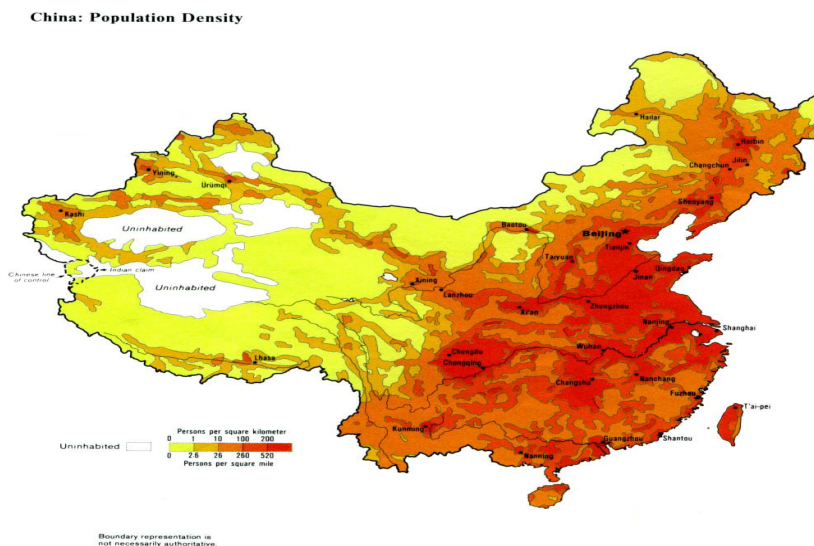 China: Population Density
Hailar
Harbin
Changchun
Jilin
Yining
Ürümqi
Shenyang
Kashi
Baotou
Beijing
Uninhabited
Tianjin
Taiyuan
Indian claim
Chinese line
of control
Qingdao
Jinan
Xining
Lanzhou
Uninhabited
Xi'an
Zhengzhou
Nanjing
Shanghai
Lhasa
Chengdu
Wuhan
Chongqing
Changsha
Nanchang
Fuzhou
T'ai-pei
Kunming
Guangzhou
Shantou
Nanning
Persons per square kilometer
0 1 10 100 200
Uninhabited
0 2.6 26 260 520
Persons per square mile
Boundary representation is
not necessarily authoritative.